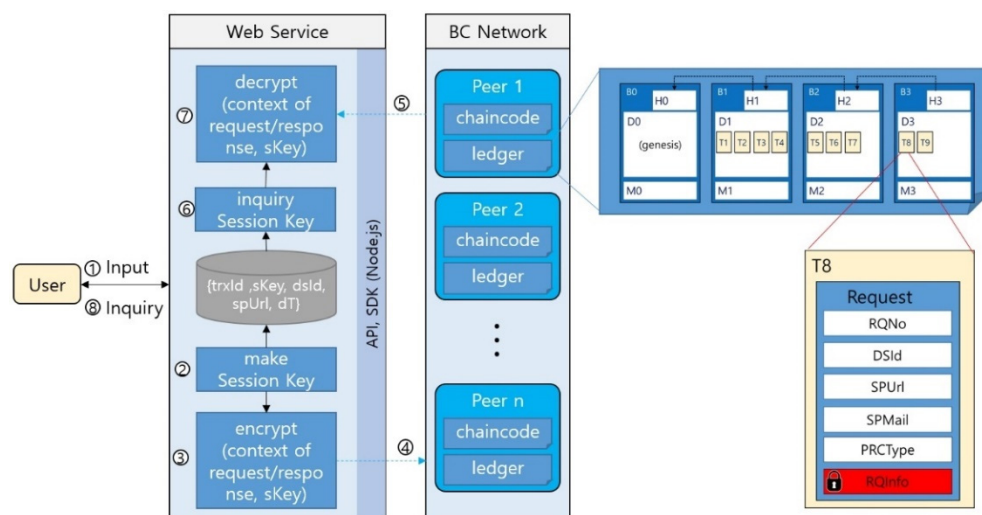 Web Service
BC Network
decrypt
(context of
request/respo
nse, sKey)
⑦
⑤
inquiry
Session Key
⑥
{trxId ,sKey, dsId,
spUrl, dT}
User
① Input
⑧ Inquiry
make
Session Key
②
encrypt
(context of
request/respo
nse, sKey)
③
④
API, SDK (Node.js)
Peer 1
chaincode
ledger
Peer 2
chaincode
ledger
Peer n
chaincode
ledger
B0 H0
D0
(genesis)
M0
B1 H1
D1
T1 T2 T3 T4
M1
B2 H2
D2
T5 T6 T7
M2
B3 H3
D3
T8 T9
M3
T8
Request
RQNo
DSId
SPUrl
SPMail
PRCType
RQInfo